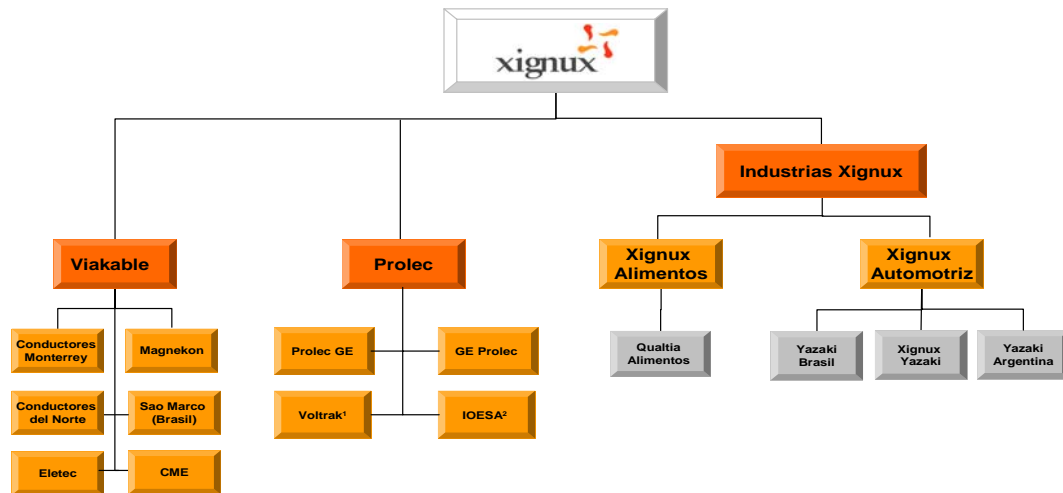 xignux
Industrias Xignux
Viakable
Prolec
Xignux
Alimentos
Xignux
Automotriz
Conductores
Monterrey
Magnekon
Prolec GE
GE Prolec
Qualtia
Alimentos
Yazaki
Brasil
Xignux
Yazaki
Yazaki
Argentina
Conductores
del Norte
Sao Marco
(Brasil)
Voltrak¹
IOESA²
Eletec
CME